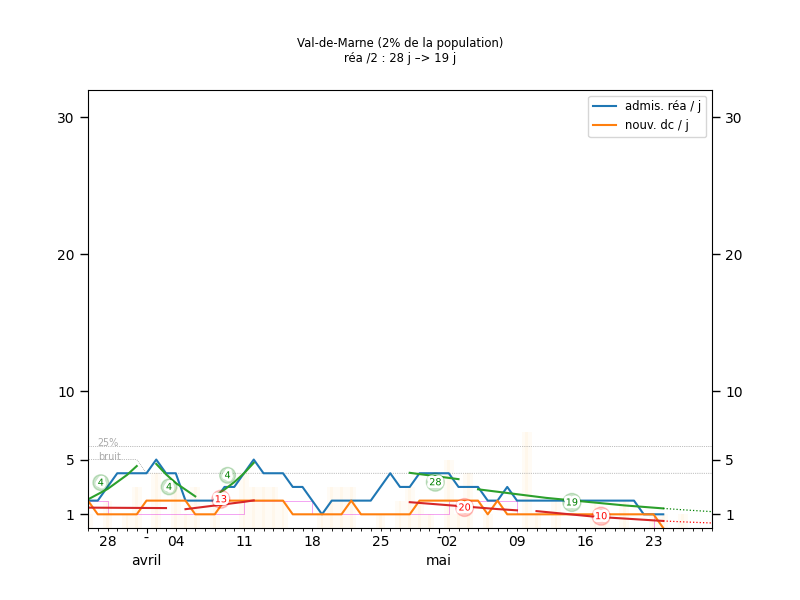 Val-de-Marne (2% de la population)
réa /2 : 28 j –> 19 j
admis. réa / j
nouv. dc / j
30 30
20 20
10 10
25%
bruit
5 5
4 4 4 13 28 20 19 10
1 1
28 04 11 18 25 02 09 16 23
avril mai